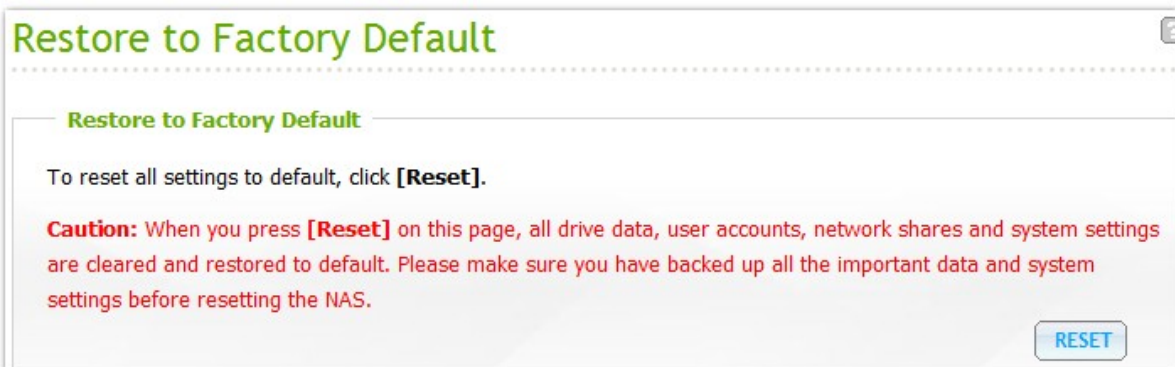 Restore to Factory Default
Restore to Factory Default
To reset all settings to default, click [Reset].
Caution: When you press [Reset] on this page, all drive data, user accounts, network shares and system settings
are cleared and restored to default. Please make sure you have backed up all the important data and system
settings before resetting the NAS.
RESET